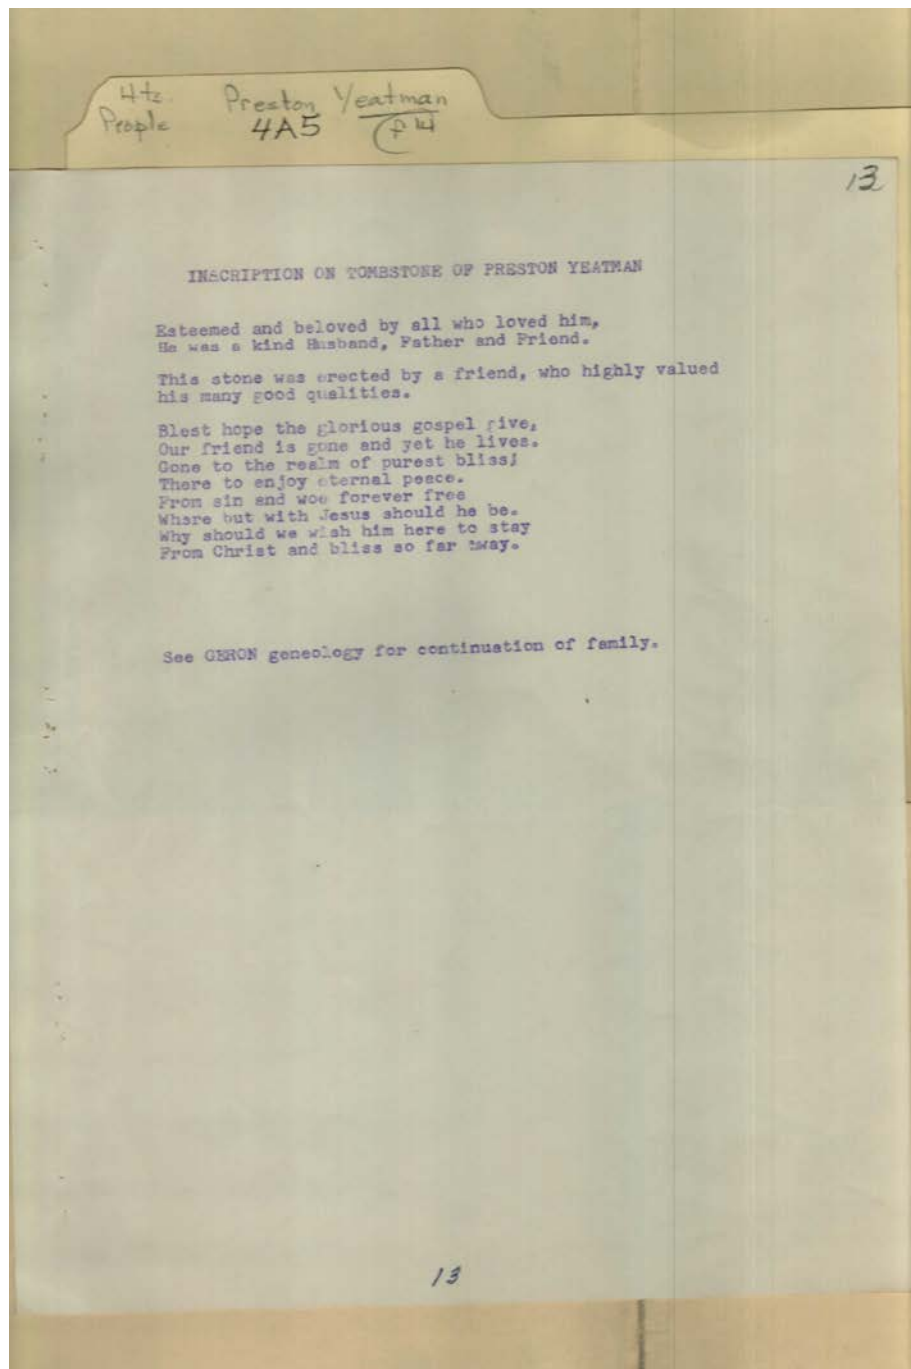 4tz.
People
Preston Yeatman
4A5
13
INSCRIPTION ON TOMBSTONE OF PRESTON YEATMAN
Esteemed and beloved by all who loved him,
He was a kind Husband, Father and Friend.
This stone was erected by a friend, who highly valued
his many good qualities.
Blest hope the glorious gospel give,
Our friend is gone and yet he lives.
Gone to the realm of purest bliss;
There to enjoy eternal peace.
From sin and woe forever free
Where but with Jesus should he be.
Why should we wish him here to stay
From Christ and bliss so far away.
See GERON geneology for continuation of family.
13